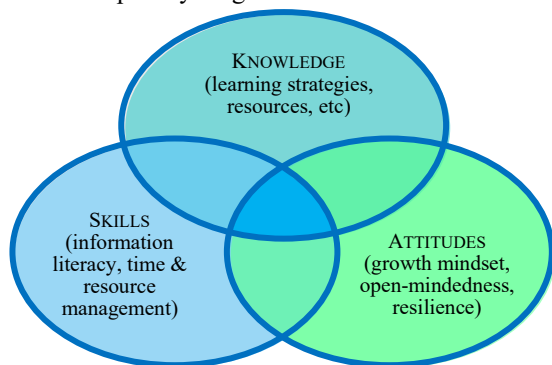 KNOWLEDGE
(learning strategies,
resources, etc)
SKILLS
(information
literacy, time &
resource
management)
ATTITUDES
(growth mindset,
open-mindedness,
resilience)